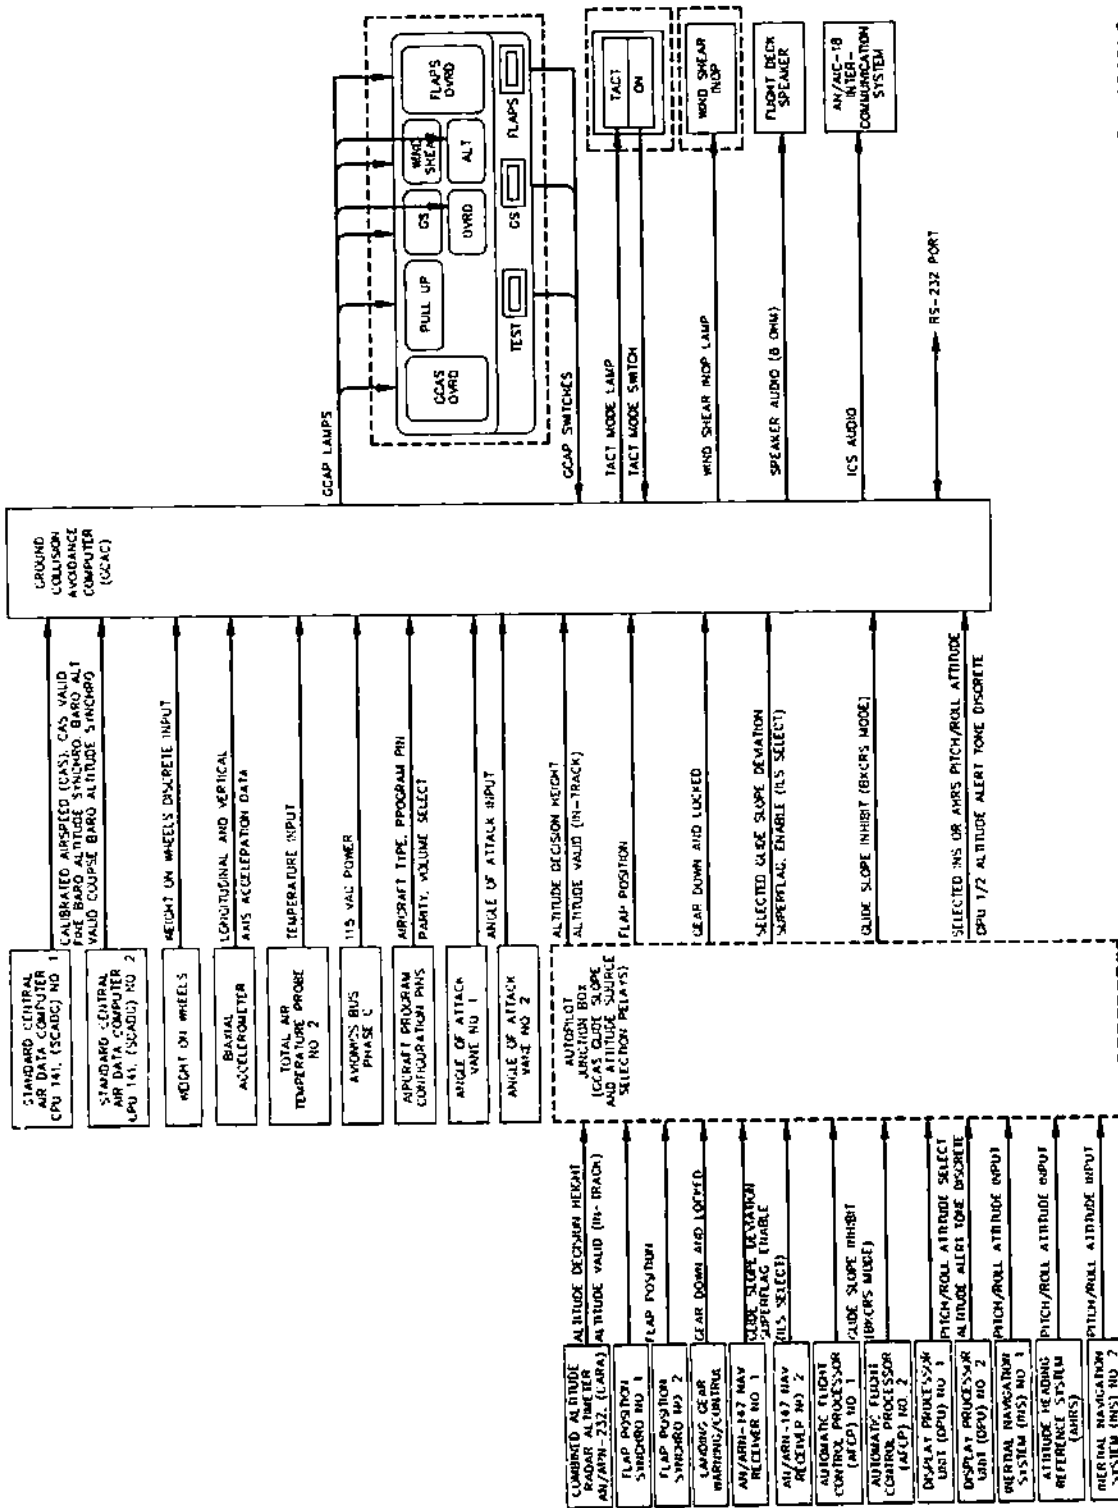 STANDARD CENTRAL
AIR DATA COMPUTER
CPU 141, (SCADC) NO 1
STANDARD CENTRAL
AIR DATA COMPUTER
CPU 141, (SCADC) NO 2
WEIGHT ON WHEELS
BIAXIAL
ACCELEROMETER
TOTAL AIR
TEMPERATURE PROBE
NO 2
AVIONICS BUS
PHASE C
AIRCRAFT PROGRAM
CONFIGURATION PINS
ANGLE OF ATTACK
VANE NO 1
ANGLE OF ATTACK
VANE NO 2
CALIBRATED AIRSPEED (CAS), CAS VALID
FINE BARO ALTITUDE SYNCHRO, BARO ALT
VALID COURSE BARO ALTITUDE SYNCHRO
WEIGHT ON WHEELS DISCRETE INPUT
LONGITUDINAL AND VERTICAL
AXIS ACCELERATION DATA
TEMPERATURE INPUT
115 VAC POWER
AIRCRAFT TYPE, PROGRAM PIN
PARITY, VOLUME SELECT
ANGLE OF ATTACK INPUT
COMBINED ALTITUDE
RADAR ALTIMETER
AN/APN-232, (CARA)
FLAP POSITION
SYNCHRO NO 1
FLAP POSITION
SYNCHRO NO 2
LANDING GEAR
WARNING/CONTROL
AN/ARN-147 NAV
RECEIVER NO 1
AN/ARN-147 NAV
RECEIVER NO 2
AUTOMATIC FLIGHT
CONTROL PROCESSOR
(AFCP) NO 1
AUTOMATIC FLIGHT
CONTROL PROCESSOR
(AFCP) NO. 2
DISPLAY PROCESSOR
UNIT (DPU) NO 1
DISPLAY PROCESSOR
UNIT (DPU) NO 2
INERTIAL NAVIGATION
SYSTEM (INS) NO 1
ATTITUDE HEADING
REFERENCE SYSTEM
(AHRS)
INERTIAL NAVIGATION
SYSTEM (INS) NO 2
ALTITUDE DECISION HEIGHT
ALTITUDE VALID (IN-TRACK)
FLAP POSITION
GEAR DOWN AND LOCKED
GLIDE SLOPE DEVIATION
SUPERFLAG ENABLE
(ILS SELECT)
GLIDE SLOPE INHIBIT
(BKCRS MODE)
PITCH/ROLL ATTITUDE SELECT
ALTITUDE ALERT TONE DISCRETE
PITCH/ROLL ATTITUDE INPUT
PITCH/ROLL ATTITUDE INPUT
PITCH/ROLL ATTITUDE INPUT
AUTOPILOT
JUNCTION BOX
(GCAS GLIDE SLOPE
AND ATTITUDE SOURCE
SELECTION RELAYS)
ALTITUDE DECISION HEIGHT
ALTITUDE VALID (IN-TRACK)
FLAP POSITION
GEAR DOWN AND LOCKED
SELECTED GLIDE SLOPE DEVIATION
SUPERFLAG, ENABLE (ILS SELECT)
GLIDE SLOPE INHIBIT (BKCRS MODE)
SELECTED INS OR AHRS PITCH/ROLL ATTITUDE
DPU 1/2 ALTITUDE ALERT TONE DISCRETE
GROUND
COLLISION
AVOIDANCE
COMPUTER
(GCAC)
GCAP LAMPS
GCAS
OVRD
PULL UP
GS
OVRD
WIND
SHEAR
ALT
FLAPS
OVRD
TEST
GS
FLAPS
GCAP SWITCHES
TACT MODE LAMP
TACT MODE SWITCH
TACT
ON
WIND SHEAR INOP LAMP
WIND SHEAR
INOP
SPEAKER AUDIO (8 OHM)
FLIGHT DECK
SPEAKER
ICS AUDIO
AN/AIC-18
INTER-
COMMUNICATION
SYSTEM
RS-232 PORT